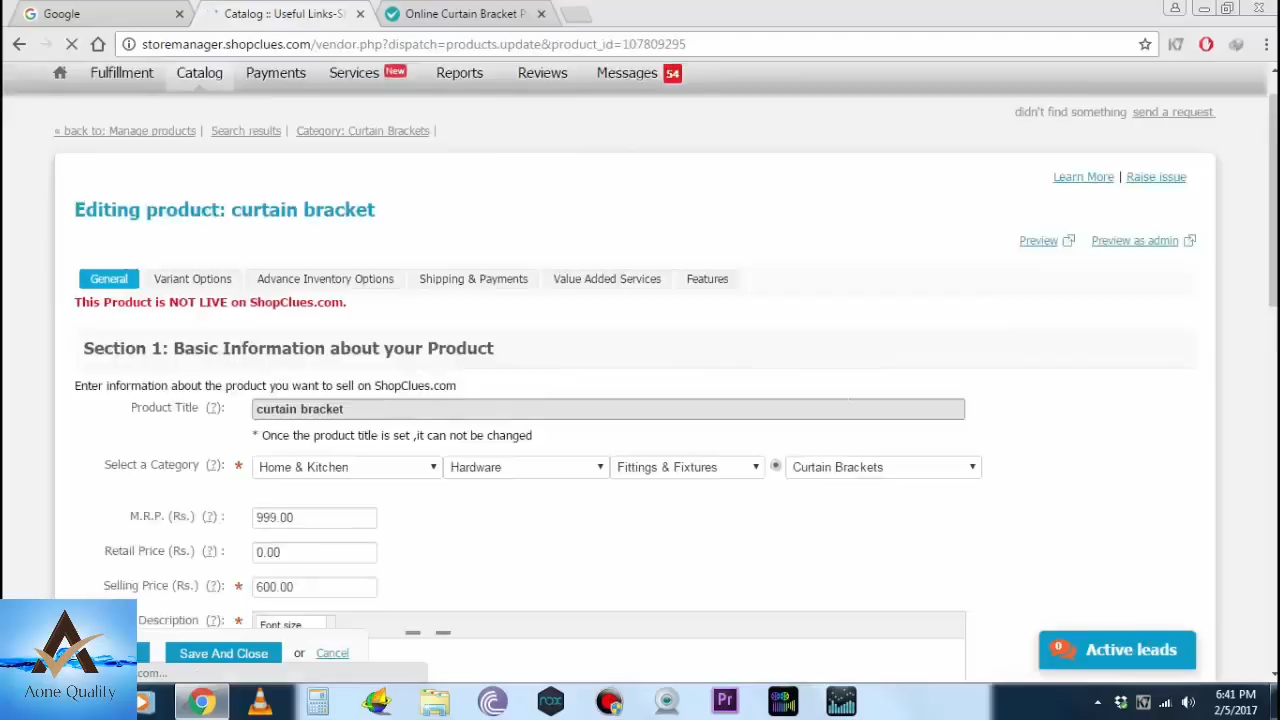 Google
Catalog :: Useful Links-S
Online Curtain Bracket P
storemanager.shopclues.com/vendor.php?dispatch=products.update&product_id=107809295
Fulfillment Catalog Payments Services New Reports Reviews Messages 54
didn't find something send a request.
« back to: Manage products | Search results | Category: Curtain Brackets |
Learn More | Raise issue
Editing product: curtain bracket
Preview Preview as admin
General Variant Options Advance Inventory Options Shipping & Payments Value Added Services Features
This Product is NOT LIVE on ShopClues.com.
Section 1: Basic Information about your Product
Enter information about the product you want to sell on ShopClues.com
Product Title (?): curtain bracket
* Once the product title is set ,it can not be changed
Select a Category (?): * Home & Kitchen Hardware Fittings & Fixtures Curtain Brackets
M.R.P. (Rs.) (?) : 999.00
Retail Price (Rs.) (?) : 0.00
Selling Price (Rs.) (?): * 600.00
Description (?): * Font size
Save And Close or Cancel
0 Active leads
com...
Aone Quality
rox
Pr
6:41 PM
2/5/2017